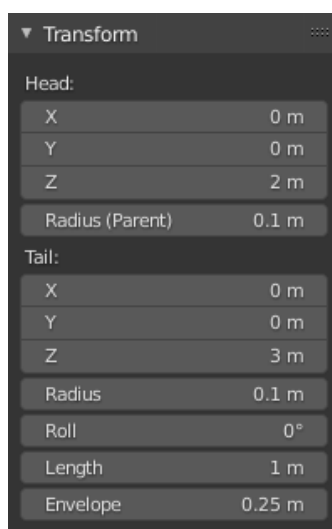 Transform
Head:
X 0 m
Y 0 m
Z 2 m
Radius (Parent) 0.1 m
Tail:
X 0 m
Y 0 m
Z 3 m
Radius 0.1 m
Roll 0°
Length 1 m
Envelope 0.25 m